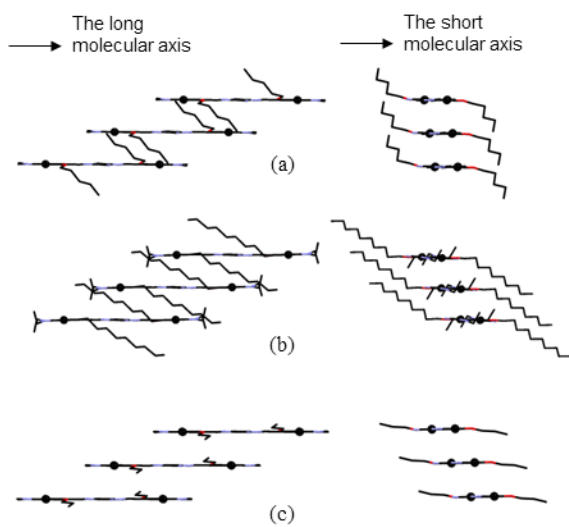 The long
molecular axis
The short
molecular axis
(a)
(b)
(c)